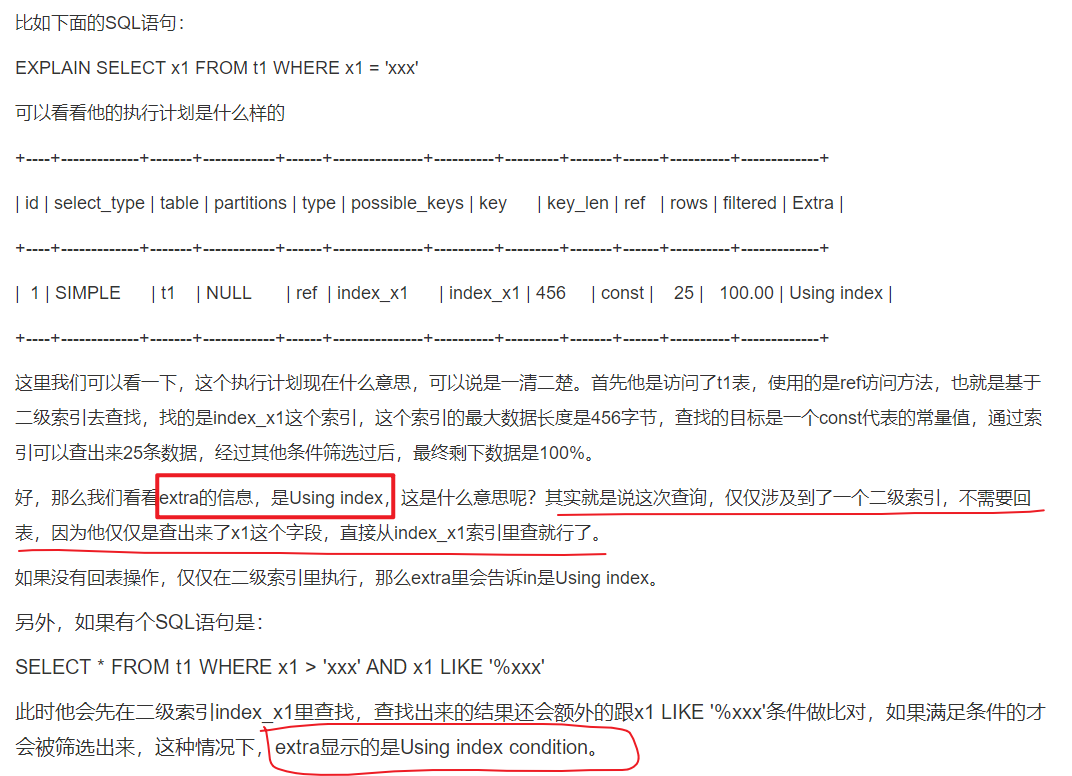 比如下面的SQL语句：
EXPLAIN SELECT x1 FROM t1 WHERE x1 = 'xxx'
可以看看他的执行计划是什么样的
+----+-------------+-------+------------+------+---------------+----------+---------+-------+------+----------+-------------+
| id | select_type | table | partitions | type | possible_keys | key | key_len | ref | rows | filtered | Extra |
+----+-------------+-------+------------+------+---------------+----------+---------+-------+------+----------+-------------+
| 1 | SIMPLE | t1 | NULL | ref | index_x1 | index_x1 | 456 | const | 25 | 100.00 | Using index |
+----+-------------+-------+------------+------+---------------+----------+---------+-------+------+----------+-------------+
这里我们可以看一下，这个执行计划现在什么意思，可以说是一清二楚。首先他是访问了t1表，使用的是ref访问方法，也就是基于
二级索引去查找，找的是index_x1这个索引，这个索引的最大数据长度是456字节，查找的目标是一个const代表的常量值，通过索
引可以查出来25条数据，经过其他条件筛选过后，最终剩下数据是100%。
好，那么我们看看extra的信息，是Using index，这是什么意思呢？其实就是说这次查询，仅仅涉及到了一个二级索引，不需要回
表，因为他仅仅是查出来了x1这个字段，直接从index_x1索引里查就行了。
如果没有回表操作，仅仅在二级索引里执行，那么extra里会告诉in是Using index。
另外，如果有个SQL语句是：
SELECT * FROM t1 WHERE x1 > 'xxx' AND x1 LIKE '%xxx'
此时他会先在二级索引index_x1里查找，查找出来的结果还会额外的跟x1 LIKE '%xxx'条件做比对，如果满足条件的才
会被筛选出来，这种情况下，extra显示的是Using index condition。